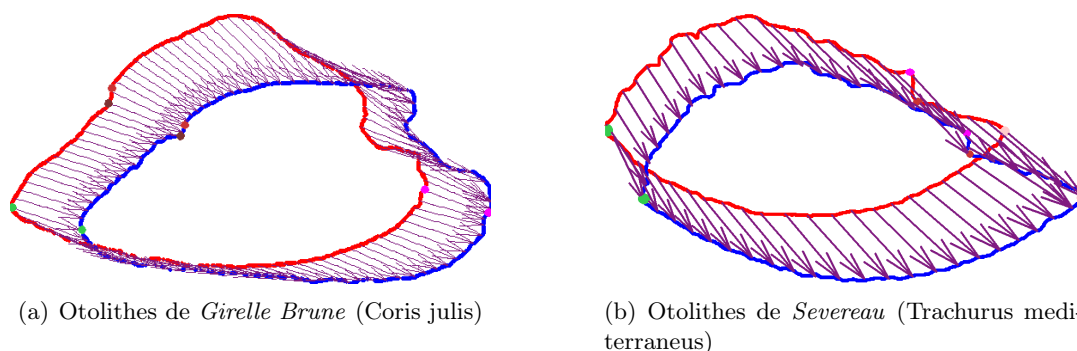 (a) Otolithes de Girelle Brune (Coris julis)
(b) Otolithes de Severeau (Trachurus medi-
terraneus)